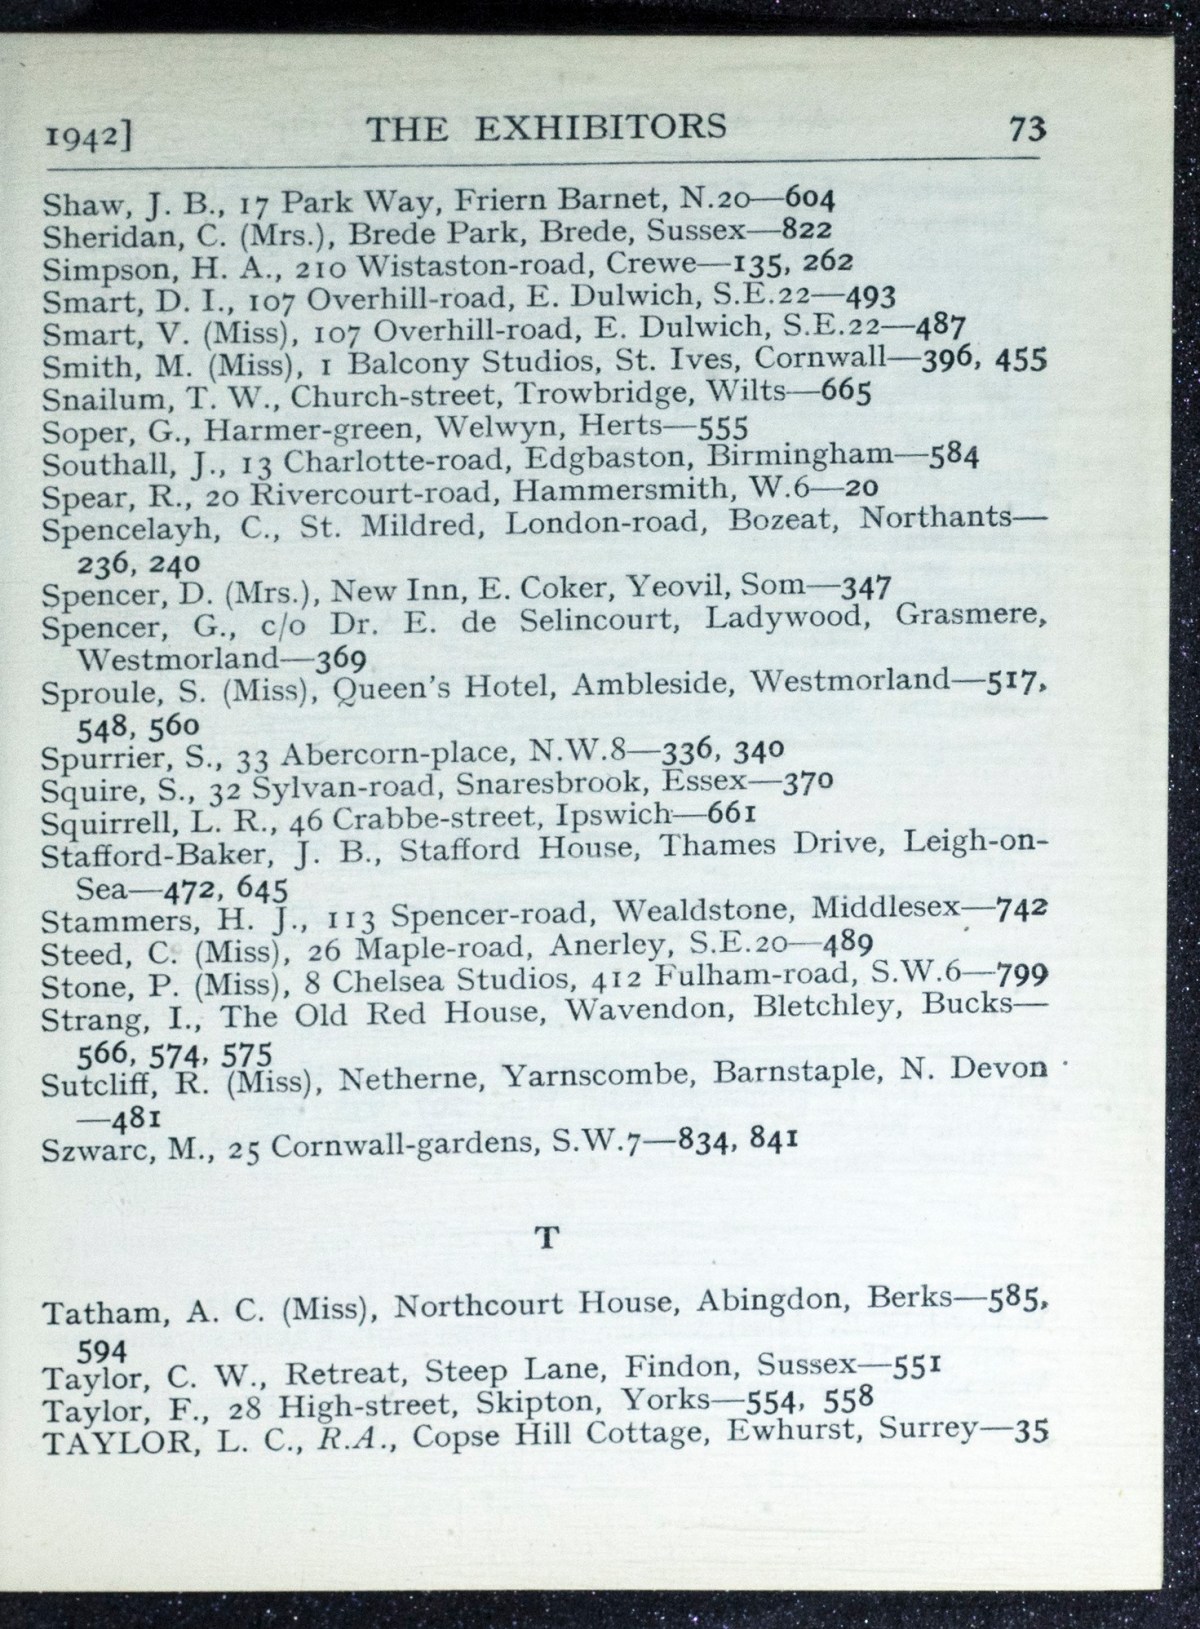 1942] THE EXHIBITORS 73
Shaw, J. B., 17 Park Way, Friern Barnet, N.20—604
Sheridan, C. (Mrs.), Brede Park, Brede, Sussex—822
Simpson, H. A., 210 Wistaston-road, Crewe—135, 262
Smart, D. I., 107 Overhill-road, E. Dulwich, S.E.22—493
Smart, V. (Miss), 107 Overhill-road, E. Dulwich, S.E.22—487
Smith, M. (Miss), 1 Balcony Studios, St. Ives, Cornwall—396, 455
Snailum, T. W., Church-street, Trowbridge, Wilts—665
Soper, G., Harmer-green, Welwyn, Herts—555
Southall, J., 13 Charlotte-road, Edgbaston, Birmingham—584
Spear, R., 20 Rivercourt-road, Hammersmith, W.6—20
Spencelayh, C., St. Mildred, London-road, Bozeat, Northants—
236, 240
Spencer, D. (Mrs.), New Inn, E. Coker, Yeovil, Som—347
Spencer, G., c/o Dr. E. de Selincourt, Ladywood, Grasmere,
Westmorland—369
Sproule, S. (Miss), Queen's Hotel, Ambleside, Westmorland—517,
548, 560
Spurrier, S., 33 Abercorn-place, N.W.8—336, 340
Squire, S., 32 Sylvan-road, Snaresbrook, Essex—370
Squirrell, L. R., 46 Crabbe-street, Ipswich—661
Stafford-Baker, J. B., Stafford House, Thames Drive, Leigh-on-
Sea—472, 645
Stammers, H. J., 113 Spencer-road, Wealdstone, Middlesex—742
Steed, C. (Miss), 26 Maple-road, Anerley, S.E.20—489
Stone, P. (Miss), 8 Chelsea Studios, 412 Fulham-road, S.W.6—799
Strang, I., The Old Red House, Wavendon, Bletchley, Bucks—
566, 574, 575
Sutcliff, R. (Miss), Netherne, Yarnscombe, Barnstaple, N. Devon
—481
Szwarc, M., 25 Cornwall-gardens, S.W.7—834, 841
T
Tatham, A. C. (Miss), Northcourt House, Abingdon, Berks—585,
594
Taylor, C. W., Retreat, Steep Lane, Findon, Sussex—551
Taylor, F., 28 High-street, Skipton, Yorks—554, 558
TAYLOR, L. C., R.A., Copse Hill Cottage, Ewhurst, Surrey—35